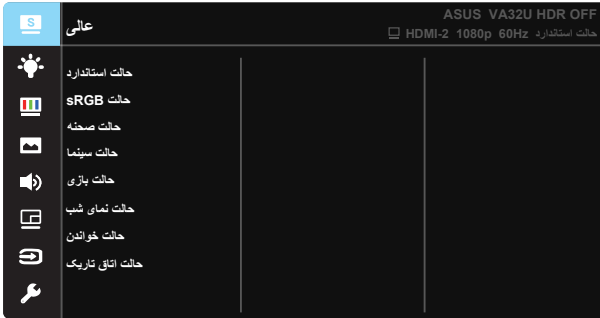 ASUS VA32U HDR OFF
عالی
حالت استاندارد HDMI-2 1080p 60Hz
حالت استاندارد
حالت sRGB
حالت صحنه
حالت سینما
حالت بازی
حالت نمای شب
حالت خواندن
حالت اتاق تاریک
S